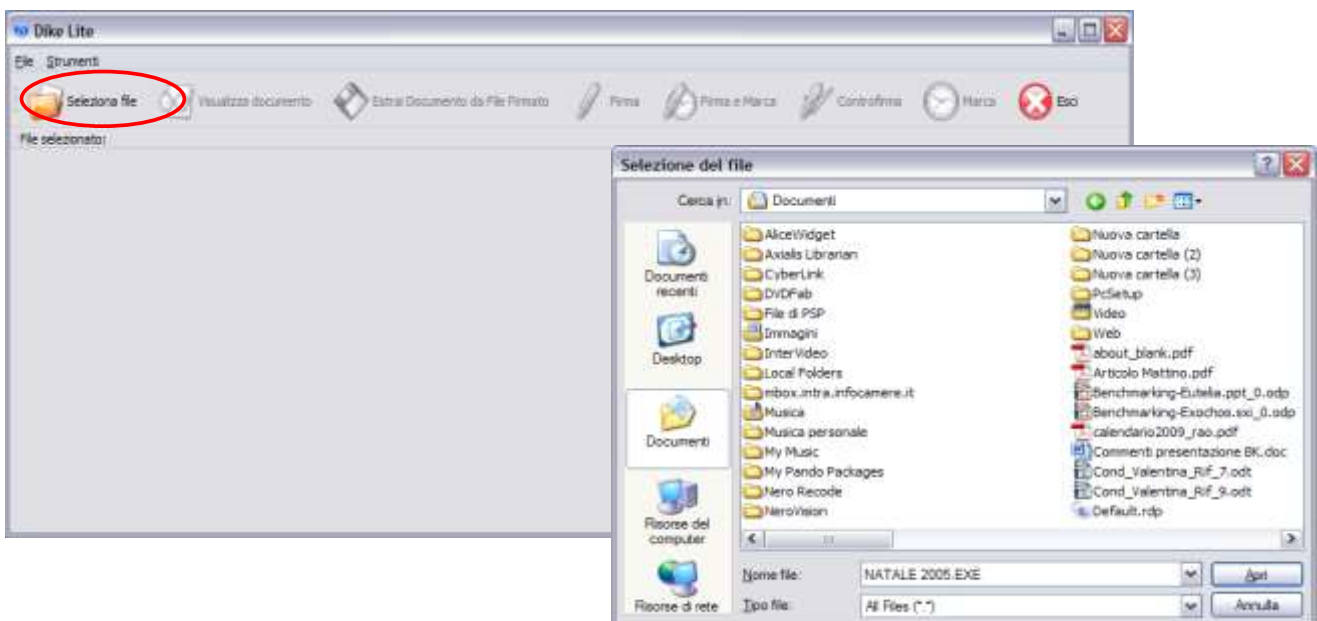 Dike Lite
File Strumenti
Seleziona file Visualizza documento Estrai Documento da File Firmato Firma Firma e Marca Controfirma Marca Esci
File selezionato:
Selezione del file
Cerca in: Documenti
Documenti recenti
Desktop
Documenti
Risorse del computer
Risorse di rete
AliceWidget
Axialis Librarian
CyberLink
DVDFab
File di PSP
Immagini
InterVideo
Local Folders
mbox.intra.infocamere.it
Musica
Musica personale
My Music
My Pando Packages
Nero Recode
NeroVision
Nuova cartella
Nuova cartella (2)
Nuova cartella (3)
PcSetup
Video
Web
about_blank.pdf
Articolo Mattino.pdf
Benchmarking-Eutelia.ppt_0.odp
Benchmarking-Exochos.sxi_0.odp
calendario2009_rao.pdf
Commenti presentazione BK.doc
Cond_Valentina_Rif_7.odt
Cond_Valentina_Rif_9.odt
Default.rdp
Nome file: NATALE 2005.EXE Apri
Tipo file: All Files (*.*) Annulla